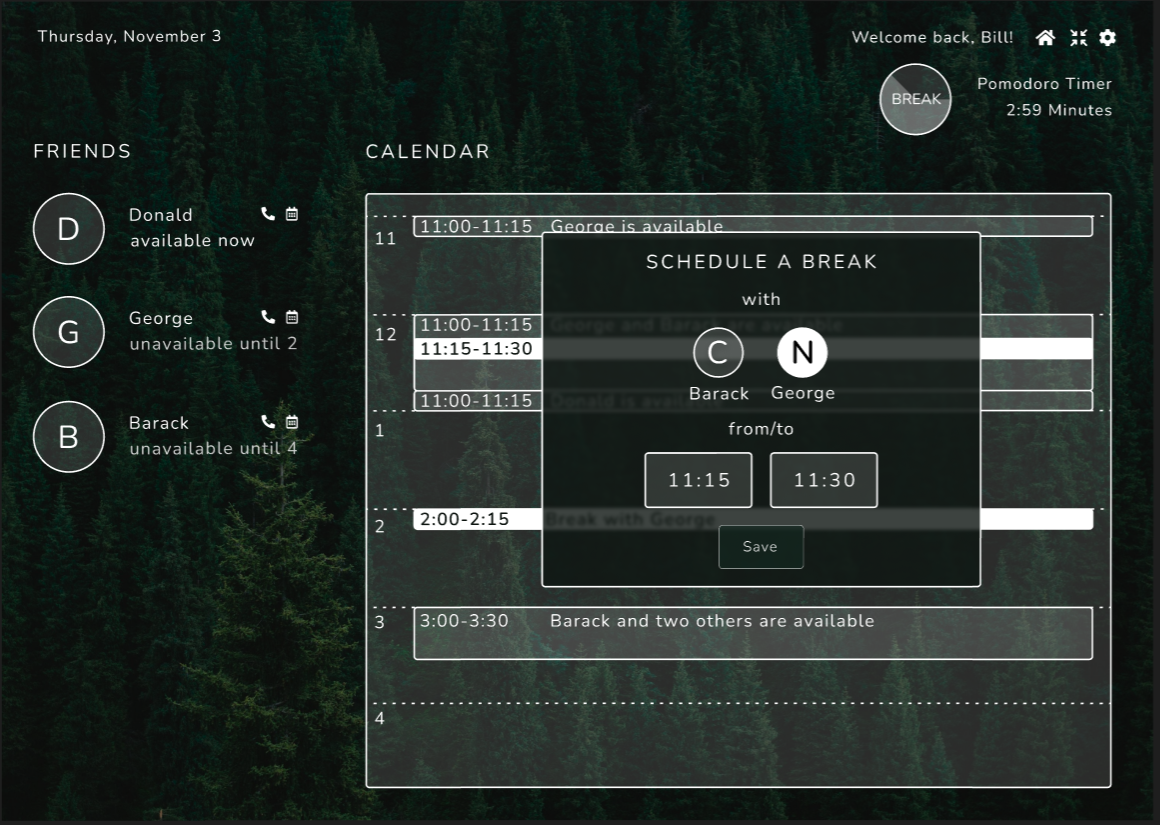 Thursday, November 3
Welcome back, Bill!
BREAK
Pomodoro Timer
2:59 Minutes
FRIENDS
D
Donald
available now
G
George
unavailable until 2
B
Barack
unavailable until 4
CALENDAR
11
11:00-11:15 George is available
12
11:00-11:15 George and Barack are available
11:15-11:30
11:00-11:15 Donald is available
1
2
2:00-2:15 Break with George
3
3:00-3:30 Barack and two others are available
4
SCHEDULE A BREAK
with
C N
Barack George
from/to
11:15 11:30
Save